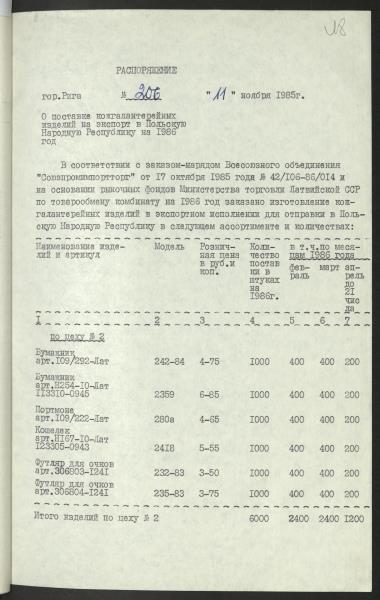 118
РАСПОРЯЖЕНИЕ
гор.Рига № 206 "11" ноября 1985г.
О поставке кожгалантерейных
изделий на экспорт в Польскую
Народную Республику на 1986
год
В соответствии с заказом-нарядом Всесоюзного объединения
"Совазпромимпортторг" от 17 октября 1985 года № 42/106-86/014 и
на основании рыночных фондов Министерства торговли Латвийской ССР
по товарообмену комбинату на 1986 год заказано изготовление кож-
галантерейных изделий в экспортном исполнении для отправки в Поль-
скую Народную Республику в следующем ассортименте и количествах:
Наименование изде-
лий и артикул Модель Рознич-
ная цена
в руб.и
коп. Коли-
чество
постав
ки в
штуках
на
1986г. в т.ч.по меся-
цам 1986 года
фев-
раль март ап-
рель
до
21
чис
ла
1 2 3 4 5 6 7
по цеху № 2
Бумажник
арт.109/292-Лат 242-84 4-75 1000 400 400 200
Бумажник
арт.Н254-10-Лат
113310-0945 2359 6-85 1000 400 400 200
Портмоне
арт.109/222-Лат 280а 4-65 1000 400 400 200
Кошелек
арт.Н167-10-Лат
123305-0943 2418 5-55 1000 400 400 200
Футляр для очков
арт.306803-1241 232-83 3-50 1000 400 400 200
Футляр для очков
арт.306804-1241 235-83 3-75 1000 400 400 200
Итого изделий по цеху № 2 6000 2400 2400 1200